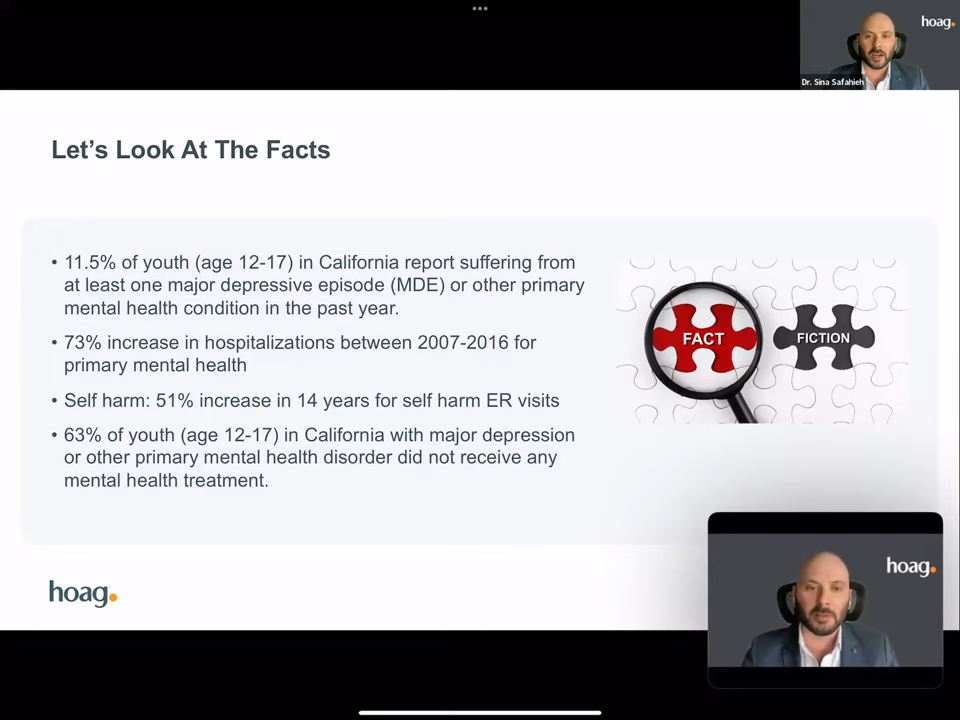 hoag.
Dr. Sina Safahieh
Let's Look At The Facts
• 11.5% of youth (age 12-17) in California report suffering from
at least one major depressive episode (MDE) or other primary
mental health condition in the past year.
• 73% increase in hospitalizations between 2007-2016 for
primary mental health
• Self harm: 51% increase in 14 years for self harm ER visits
• 63% of youth (age 12-17) in California with major depression
or other primary mental health disorder did not receive any
mental health treatment.
FACT
FICTION
hoag.
hoag.